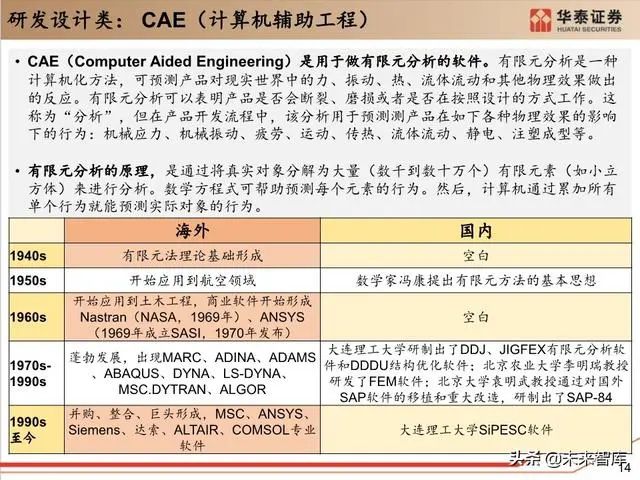 研发设计类: CAE(计算机辅助工程)
华泰证券
HUATAI SECURITIES
• CAE(Computer Aided Engineering)是用于做有限元分析的软件。有限元分析是一种
计算机化方法，可预测产品对现实世界中的力、振动、热、流体流动和其他物理效果做出
的反应。有限元分析可以表明产品是否会断裂、磨损或者是否在按照设计的方式工作。这
称为“分析”，但在产品开发流程中，该分析用于预测测产品在如下各种物理效果的影响
下的行为：机械应力、机械振动、疲劳、运动、传热、流体流动、静电、注塑成型等。
• 有限元分析的原理，是通过将真实对象分解为大量（数千到数十万个）有限元素（如小立
方体）来进行分析。数学方程式可帮助预测每个元素的行为。然后，计算机通过累加所有
单个行为就能预测实际对象的行为。
海外 国内
1940s 有限元法理论基础形成 空白
1950s 开始应用到航空领域 数学家冯康提出有限元方法的基本思想
1960s
开始应用到土木工程，商业软件开始形成
Nastran（NASA，1969年）、ANSYS
（1969年成立SASI，1970年发布）
空白
1970s-
1990s
蓬勃发展，出现MARC、ADINA、ADAMS
、ABAQUS、DYNA、LS-DYNA、
MSC.DYTRAN、ALGOR
大连理工大学研制出了DDJ、JIGFEX有限元分析软
件和DDDU结构优化软件；北京农业大学李明瑞教授
研发了FEM软件；北京大学袁明武教授通过对国外
SAP软件的移植和重大改造，研制出了SAP-84
1990s
至今
并购、整合、巨头形成，MSC、ANSYS、
Siemens、达索、ALTAIR、COMSOL专业
软件
大连理工大学SiPESC软件
头条 @未来智库
14